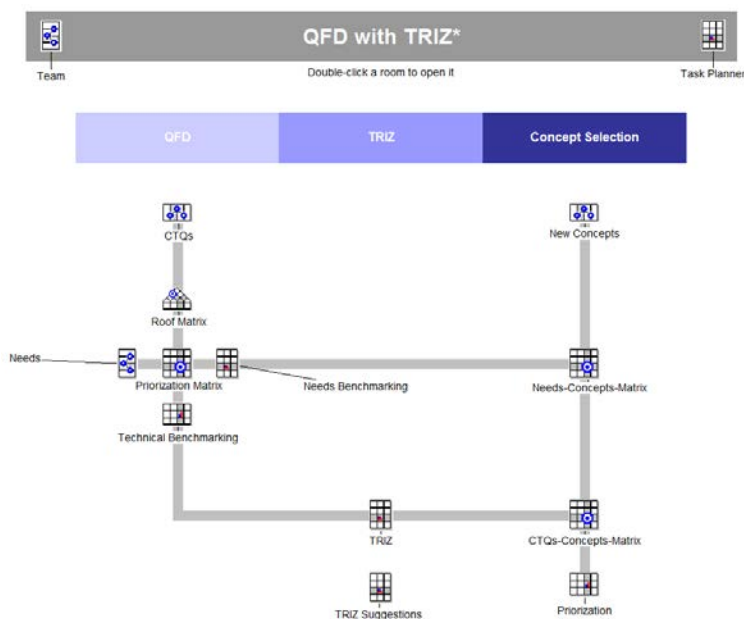 QFD with TRIZ*
Team
Double-click a room to open it
Task Planner
QFD
TRIZ
Concept Selection
CTQs
New Concepts
Roof Matrix
Needs
Priorization Matrix
Needs Benchmarking
Needs-Concepts-Matrix
Technical Benchmarking
TRIZ
CTQs-Concepts-Matrix
TRIZ Suggestions
Priorization